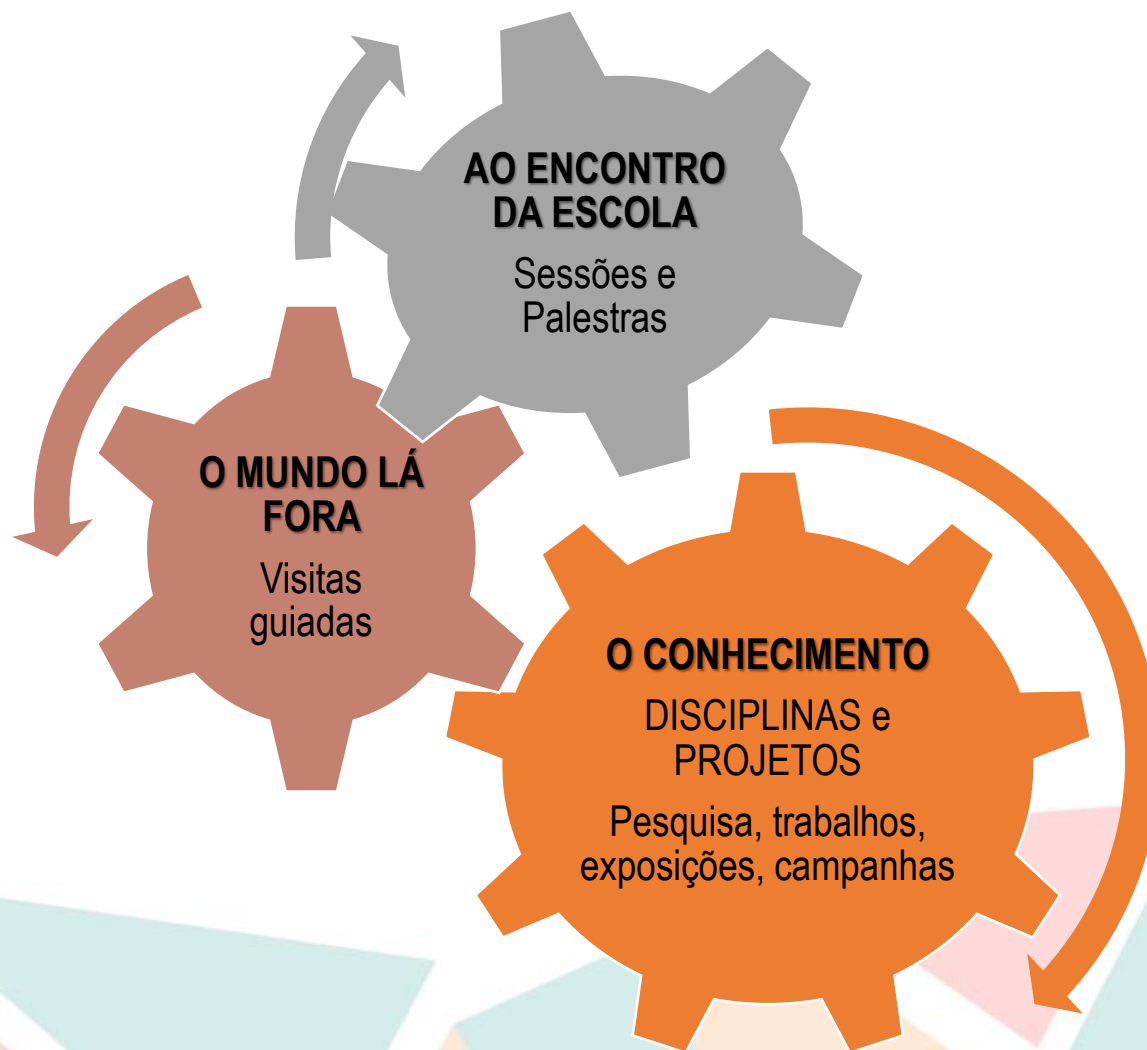 AO ENCONTRO
DA ESCOLA
Sessões e
Palestras
O MUNDO LÁ
FORA
Visitas
guiadas
O CONHECIMENTO
DISCIPLINAS e
PROJETOS
Pesquisa, trabalhos,
exposições, campanhas